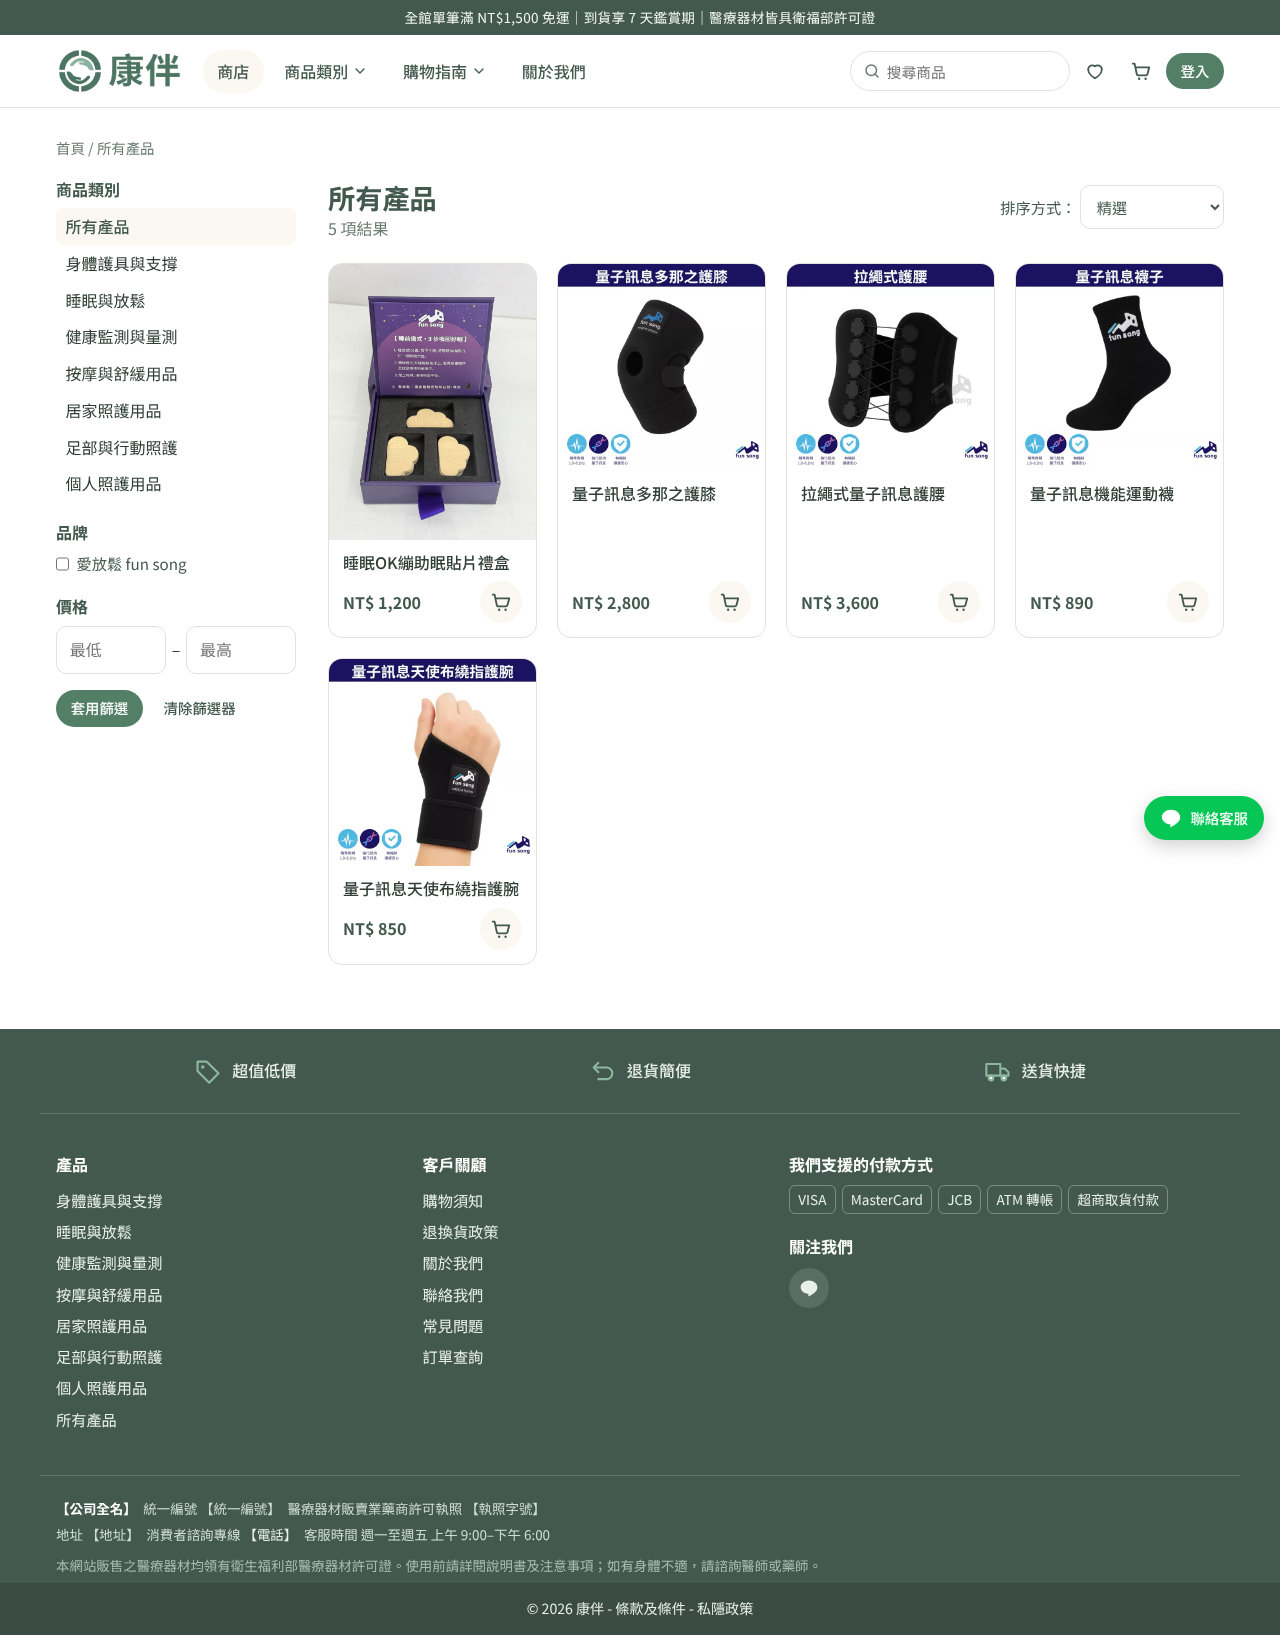 全館單筆滿 NT$1,500 免運｜到貨享 7 天鑑賞期｜醫療器材皆具衛福部許可證
康伴
商店
商品類別
購物指南
關於我們
搜尋商品
登入
首頁 / 所有產品
商品類別
所有產品
身體護具與支撐
睡眠與放鬆
健康監測與量測
按摩與舒緩用品
居家照護用品
足部與行動照護
個人照護用品
品牌
愛放鬆 fun song
價格
最低
–
最高
套用篩選
清除篩選器
所有產品
5 項結果
排序方式：
精選
fun song
睡眠OK繃助眠貼片禮盒
NT$ 1,200
量子訊息多那之護膝
fun song
fun song
量子訊息多那之護膝
NT$ 2,800
拉繩式護腰
fun song
fun song
拉繩式量子訊息護腰
NT$ 3,600
量子訊息襪子
fun song
fun song
量子訊息機能運動襪
NT$ 890
量子訊息天使布繞指護腕
fun song
fun song
量子訊息天使布繞指護腕
NT$ 850
聯絡客服
超值低價
退貨簡便
送貨快捷
產品
身體護具與支撐
睡眠與放鬆
健康監測與量測
按摩與舒緩用品
居家照護用品
足部與行動照護
個人照護用品
所有產品
客戶關顧
購物須知
退換貨政策
關於我們
聯絡我們
常見問題
訂單查詢
我們支援的付款方式
VISA
MasterCard
JCB
ATM 轉帳
超商取貨付款
關注我們
【公司全名】 統一編號 【統一編號】 醫療器材販賣業藥商許可執照 【執照字號】
地址 【地址】 消費者諮詢專線 【電話】 客服時間 週一至週五 上午 9:00–下午 6:00
本網站販售之醫療器材均領有衛生福利部醫療器材許可證。使用前請詳閱說明書及注意事項；如有身體不適，請諮詢醫師或藥師。
© 2026 康伴 - 條款及條件 - 私隱政策